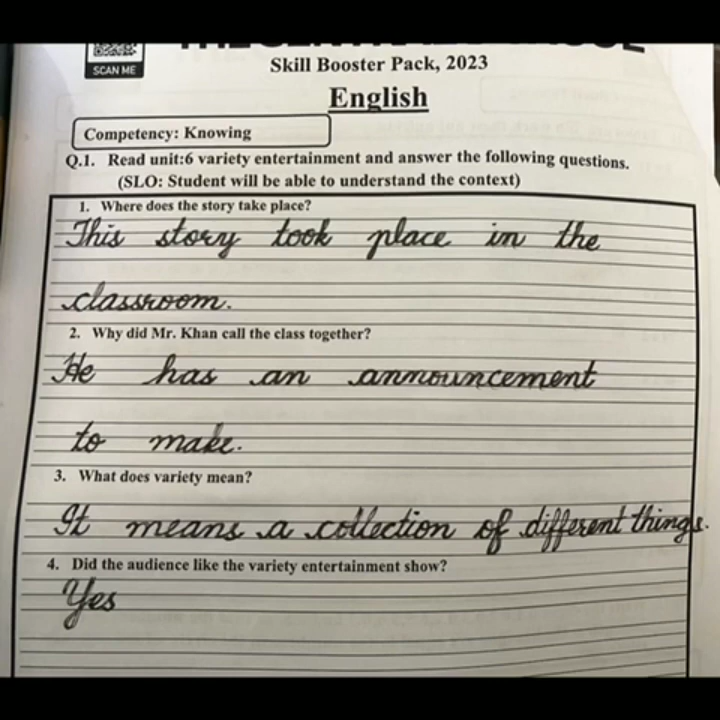 SCAN ME
Skill Booster Pack, 2023
English
Competency: Knowing
Q.1. Read unit:6 variety entertainment and answer the following questions.
(SLO: Student will be able to understand the context)
1. Where does the story take place?
This story took place in the
classroom.
2. Why did Mr. Khan call the class together?
He has an announcement
to make.
3. What does variety mean?
It means a collection of different things.
4. Did the audience like the variety entertainment show?
Yes